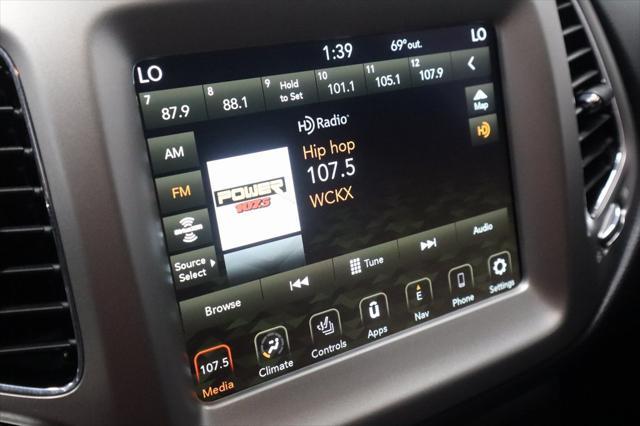 1:39
69° out.
LO
LO
7 87.9
8 88.1
9 Hold to Set
10 101.1
11 105.1
12 107.9
Map
HD Radio
AM
FM
Hip hop
107.5
WCKX
POWER
Source Select
Browse
Tune
Audio
107.5
Media
Climate
Controls
Apps
E
Nav
Phone
Settings